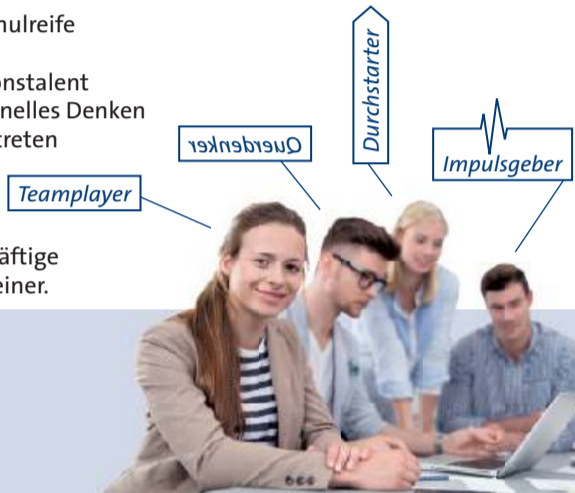 hulreife
onstalent
nelles Denken
treten
Teamplayer
Querdenker
Durchstarter
Impulsgeber
äftige
einer.